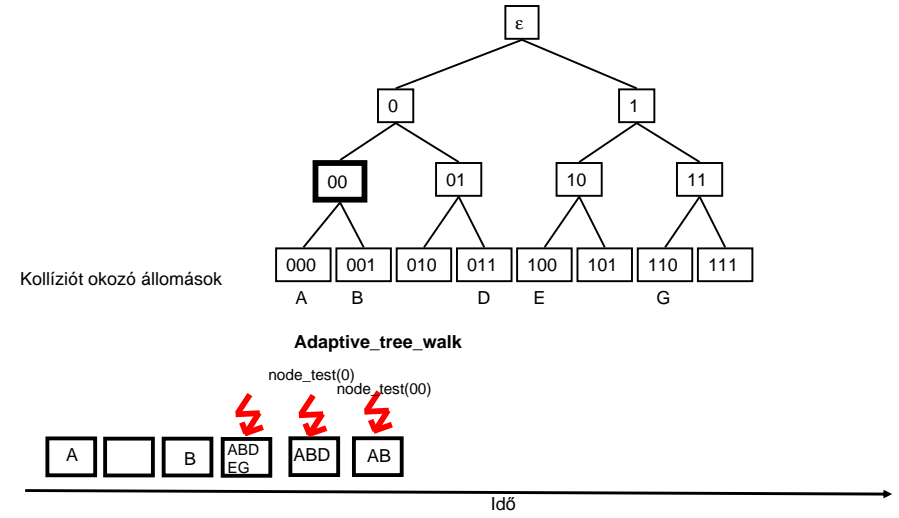 ε
0 1
00 01 10 11
000 001 010 011 100 101 110 111
Kollíziót okozó állomások
A B D E G
Adaptive_tree_walk
node_test(0)
node_test(00)
A B ABD ABD AB
EG
Idő